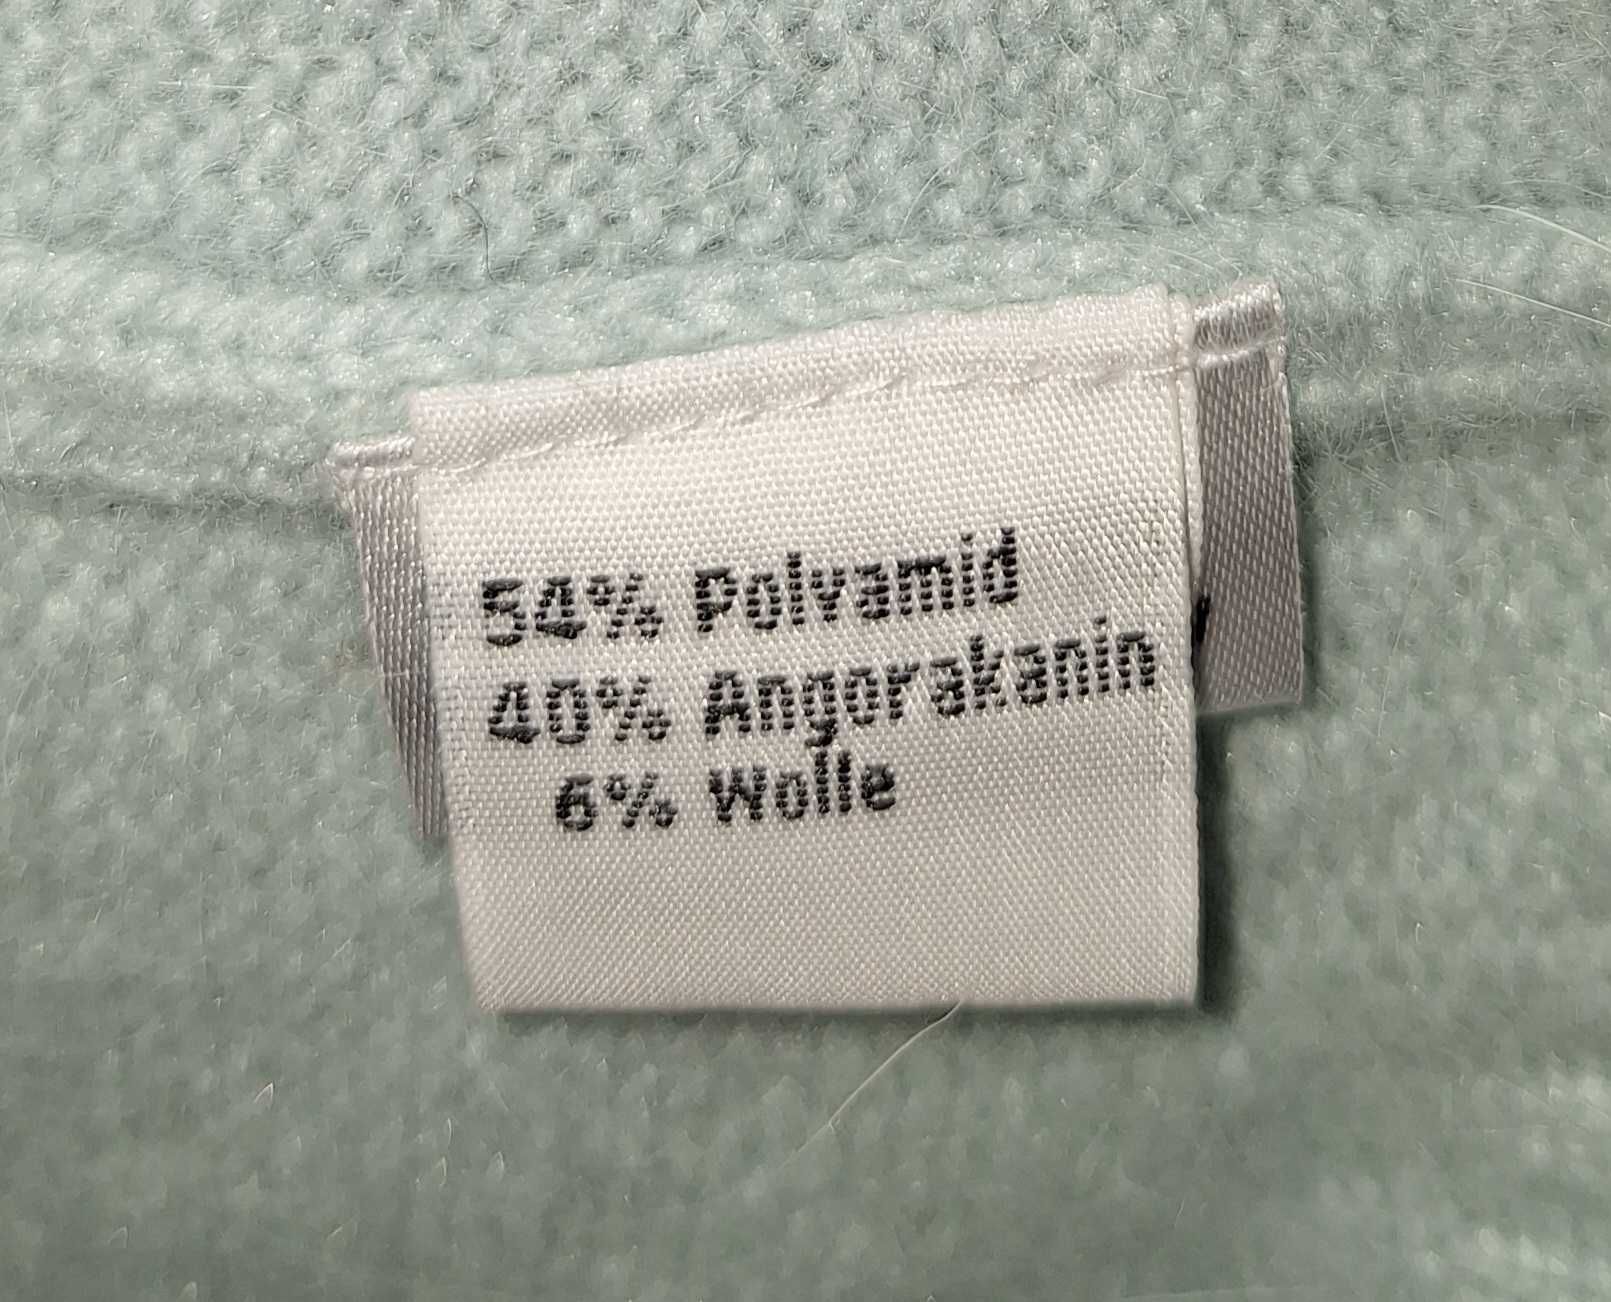 54% Polyamid
40% Angorakanin
6% Wolle